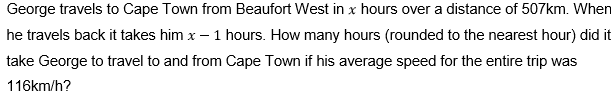 George travels to Cape Town from Beaufort West in x hours over a distance of 507km. When
he travels back it takes him x − 1 hours. How many hours (rounded to the nearest hour) did it
take George to travel to and from Cape Town if his average speed for the entire trip was
116km/h?